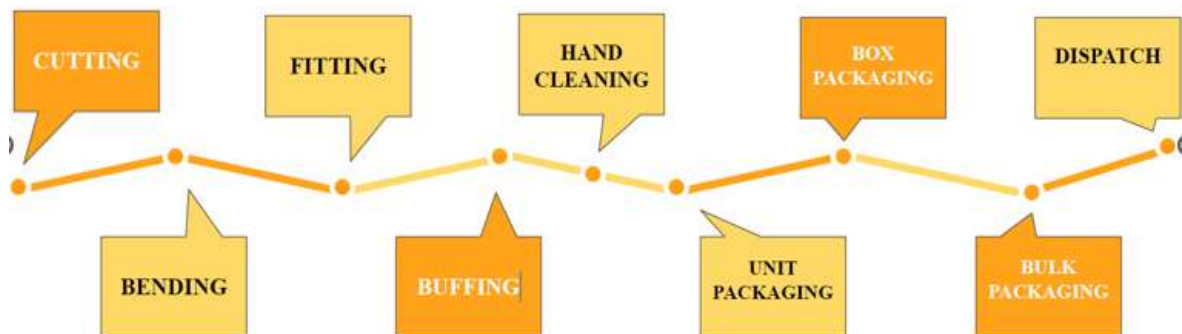 CUTTING
BENDING
FITTING
BUFFING
HAND
CLEANING
UNIT
PACKAGING
BOX
PACKAGING
BULK
PACKAGING
DISPATCH